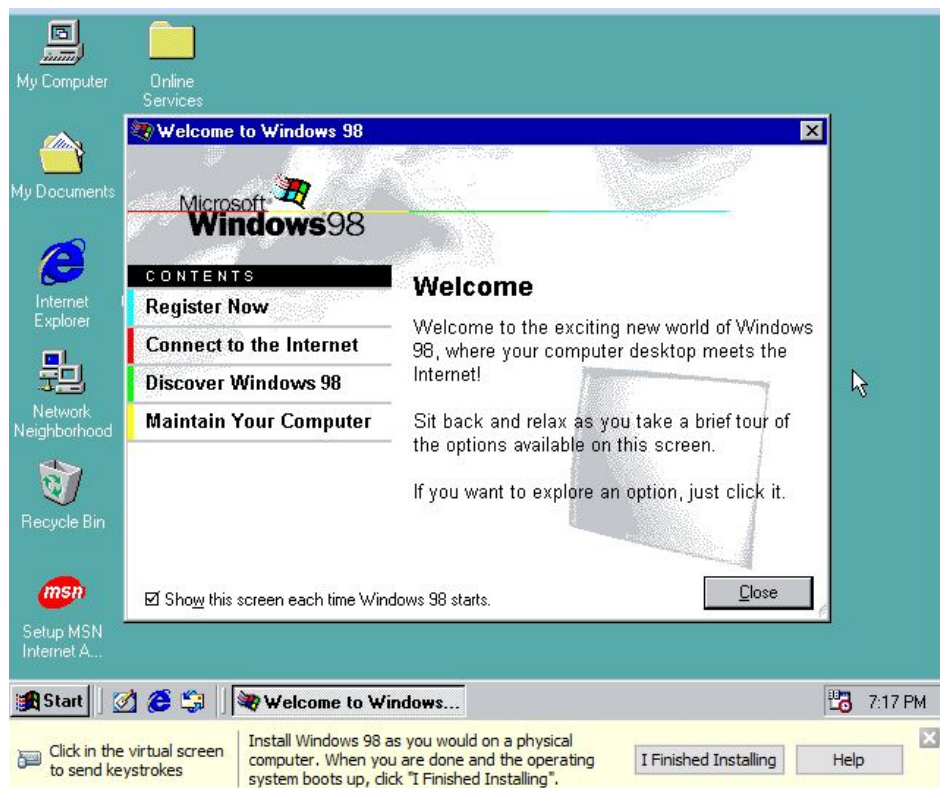 My Computer
Online
Services
My Documents
Internet
Explorer
Network
Neighborhood
Recycle Bin
msn
Setup MSN
Internet A...
Welcome to Windows 98
Microsoft
Windows98
CONTENTS
Register Now
Connect to the Internet
Discover Windows 98
Maintain Your Computer
Welcome
Welcome to the exciting new world of Windows
98, where your computer desktop meets the
Internet!
Sit back and relax as you take a brief tour of
the options available on this screen.
If you want to explore an option, just click it.
Show this screen each time Windows 98 starts.
Close
Start
Welcome to Windows...
7:17 PM
Click in the virtual screen
to send keystrokes
Install Windows 98 as you would on a physical
computer. When you are done and the operating
system boots up, click "I Finished Installing".
I Finished Installing
Help